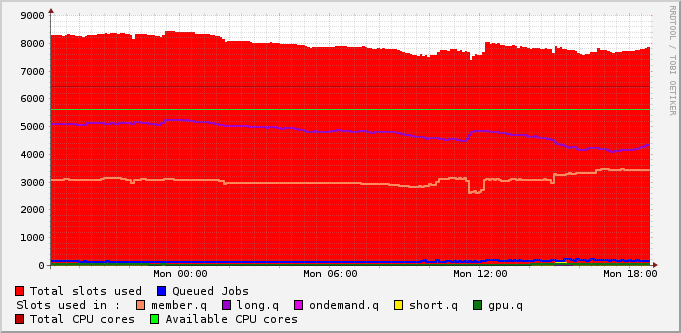 9000
8000
7000
6000
5000
4000
3000
2000
1000
0
Mon 00:00 Mon 06:00 Mon 12:00 Mon 18:00
RRDTOOL / TOBI OETIKER
Total slots used Queued Jobs
Slots used in : member.q long.q ondemand.q short.q gpu.q
Total CPU cores Available CPU cores